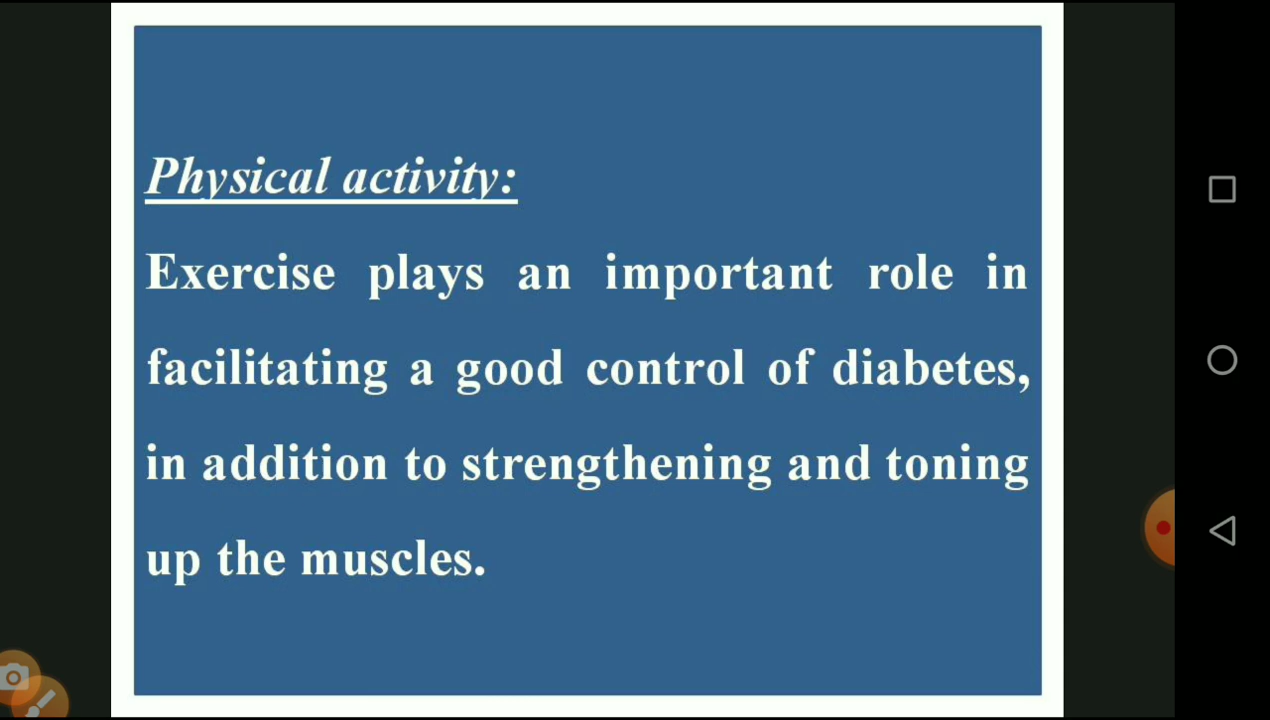 Physical activity:
Exercise plays an important role in
facilitating a good control of diabetes,
in addition to strengthening and toning
up the muscles.